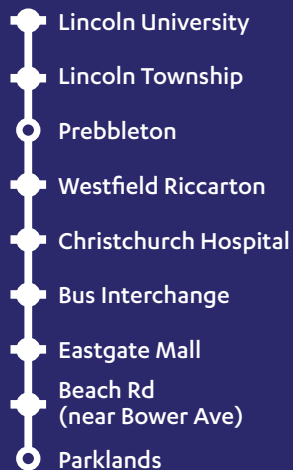 Lincoln University
Lincoln Township
Prebbleton
Westfield Riccarton
Christchurch Hospital
Bus Interchange
Eastgate Mall
Beach Rd
(near Bower Ave)
Parklands